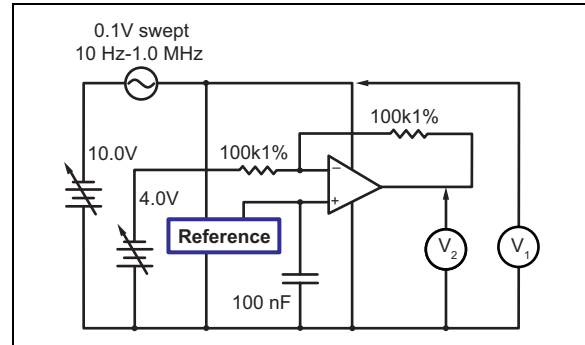 0.1V swept
10 Hz-1.0 MHz
100k1%
10.0V
100k1%
4.0V
−
+
Reference
V2
V1
100 nF